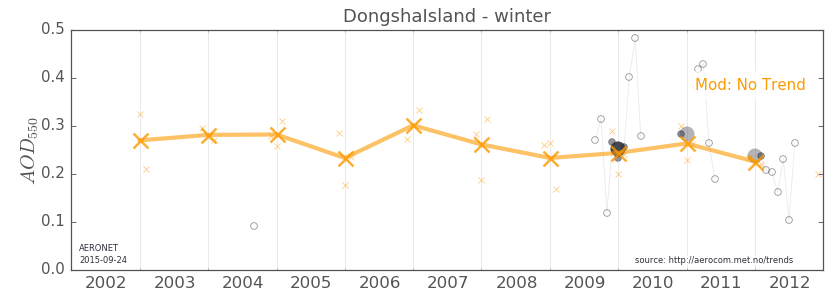 DongshaIsland - winter
0.5
0.4
0.3
0.2
0.1
0.0
AOD550
Mod: No Trend
AERONET
2015-09-24
source: http://aerocom.met.no/trends
2002 2003 2004 2005 2006 2007 2008 2009 2010 2011 2012